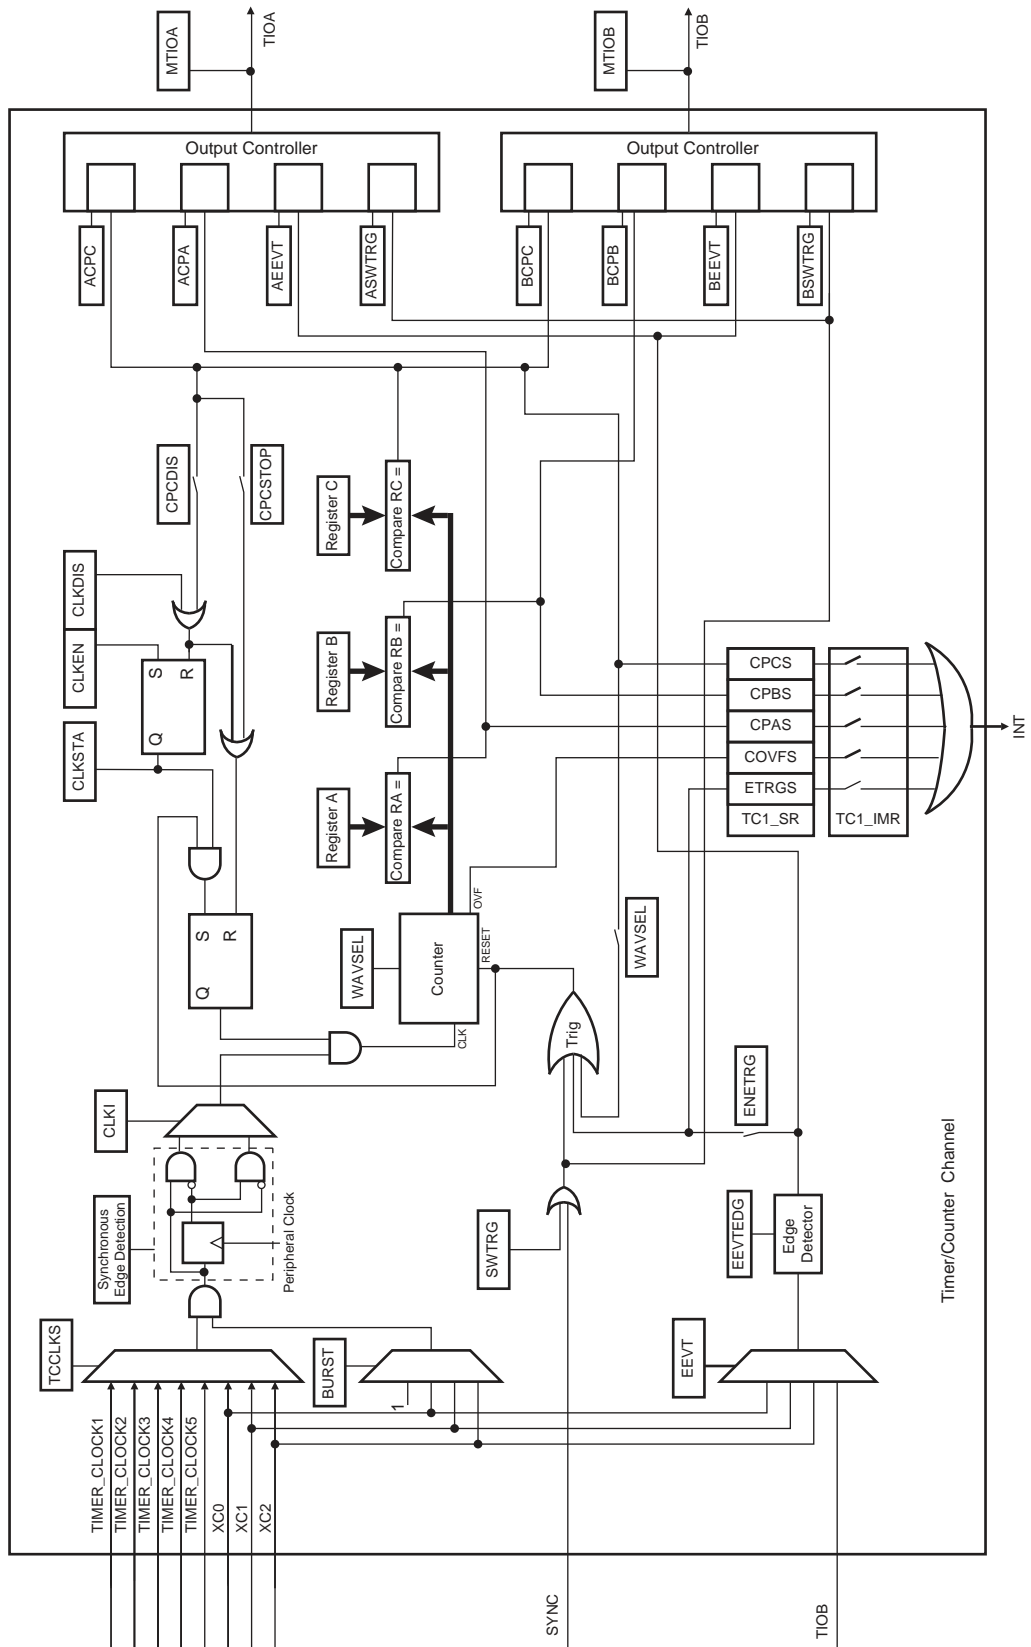 MTIOA
TIOA
MTIOB
TIOB
Output Controller
Output Controller
ACPC
ACPA
AEEVT
ASWTRG
BCPC
BCPB
BEEVT
BSWTRG
CPCDIS
CPCSTOP
CLKDIS
CLKEN
CLKSTA
S
R
Q
Register C
Compare RC =
Register B
Compare RB =
Register A
Compare RA =
CPCS
CPBS
CPAS
COVFS
ETRGS
TC1_SR
TC1_IMR
INT
S
R
Q
WAVSEL
Counter
OVF
RESET
CLK
WAVSEL
Trig
ENETRG
CLKI
Synchronous
Edge Detection
Peripheral Clock
SWTRG
EEVTEDG
Edge
Detector
Timer/Counter Channel
TCCLKS
BURST
1
EEVT
TIMER_CLOCK1
TIMER_CLOCK2
TIMER_CLOCK3
TIMER_CLOCK4
TIMER_CLOCK5
XC0
XC1
XC2
SYNC
TIOB